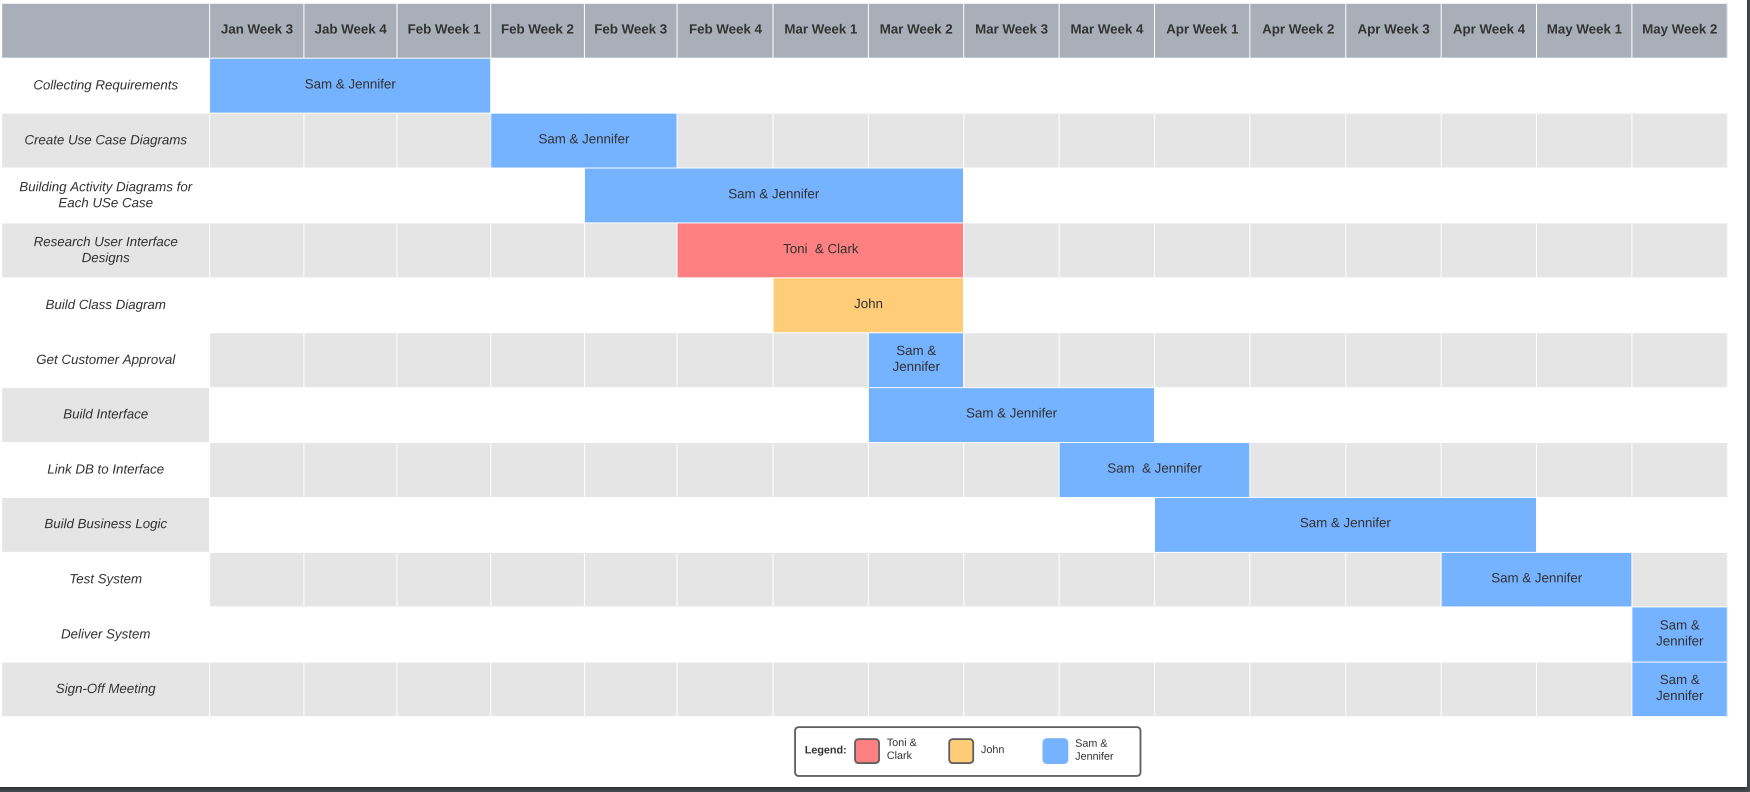 Jan Week 3
Jab Week 4
Feb Week 1
Feb Week 2
Feb Week 3
Feb Week 4
Mar Week 1
Mar Week 2
Mar Week 3
Mar Week 4
Apr Week 1
Apr Week 2
Apr Week 3
Apr Week 4
May Week 1
May Week 2
Collecting Requirements
Sam & Jennifer
Create Use Case Diagrams
Sam & Jennifer
Building Activity Diagrams for
Each USe Case
Sam & Jennifer
Research User Interface
Designs
Toni & Clark
Build Class Diagram
John
Get Customer Approval
Sam &
Jennifer
Build Interface
Sam & Jennifer
Link DB to Interface
Sam & Jennifer
Build Business Logic
Sam & Jennifer
Test System
Sam & Jennifer
Deliver System
Sam &
Jennifer
Sign-Off Meeting
Sam &
Jennifer
Legend:
Toni &
Clark
John
Sam &
Jennifer